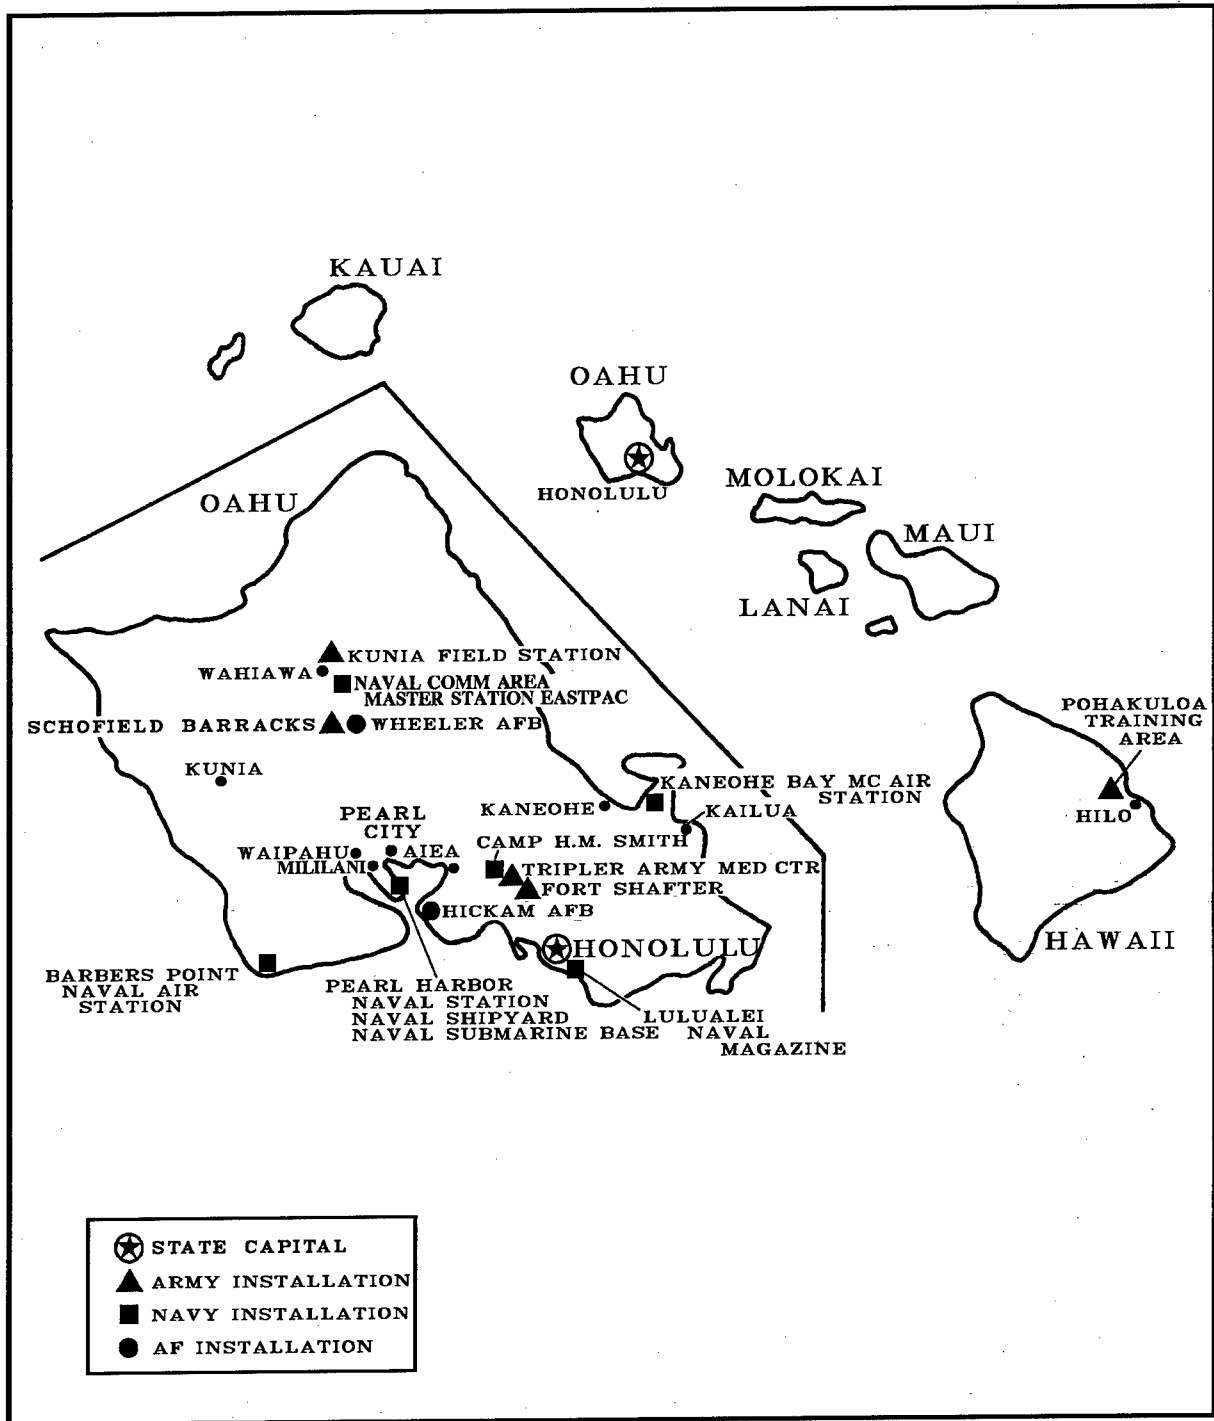 KAUAI
OAHU
HONOLULU
MOLOKAI
MAUI
LANAI
OAHU
KUNIA FIELD STATION
WAHIAWA
NAVAL COMM AREA
MASTER STATION EASTPAC
SCHOFIELD BARRACKS
WHEELER AFB
KUNIA
POHAKULOA
TRAINING
AREA
HILO
HAWAII
KANEOHE BAY MC AIR
STATION
KANEOHE
KAILUA
PEARL
CITY
CAMP H.M. SMITH
WAIPAHU
AIEA
MILILANI
TRIPLER ARMY MED CTR
FORT SHAFTER
HICKAM AFB
HONOLULU
BARBERS POINT
NAVAL AIR
STATION
PEARL HARBOR
NAVAL STATION
NAVAL SHIPYARD
NAVAL SUBMARINE BASE
LULUALEI
NAVAL
MAGAZINE
STATE CAPITAL
ARMY INSTALLATION
NAVY INSTALLATION
AF INSTALLATION